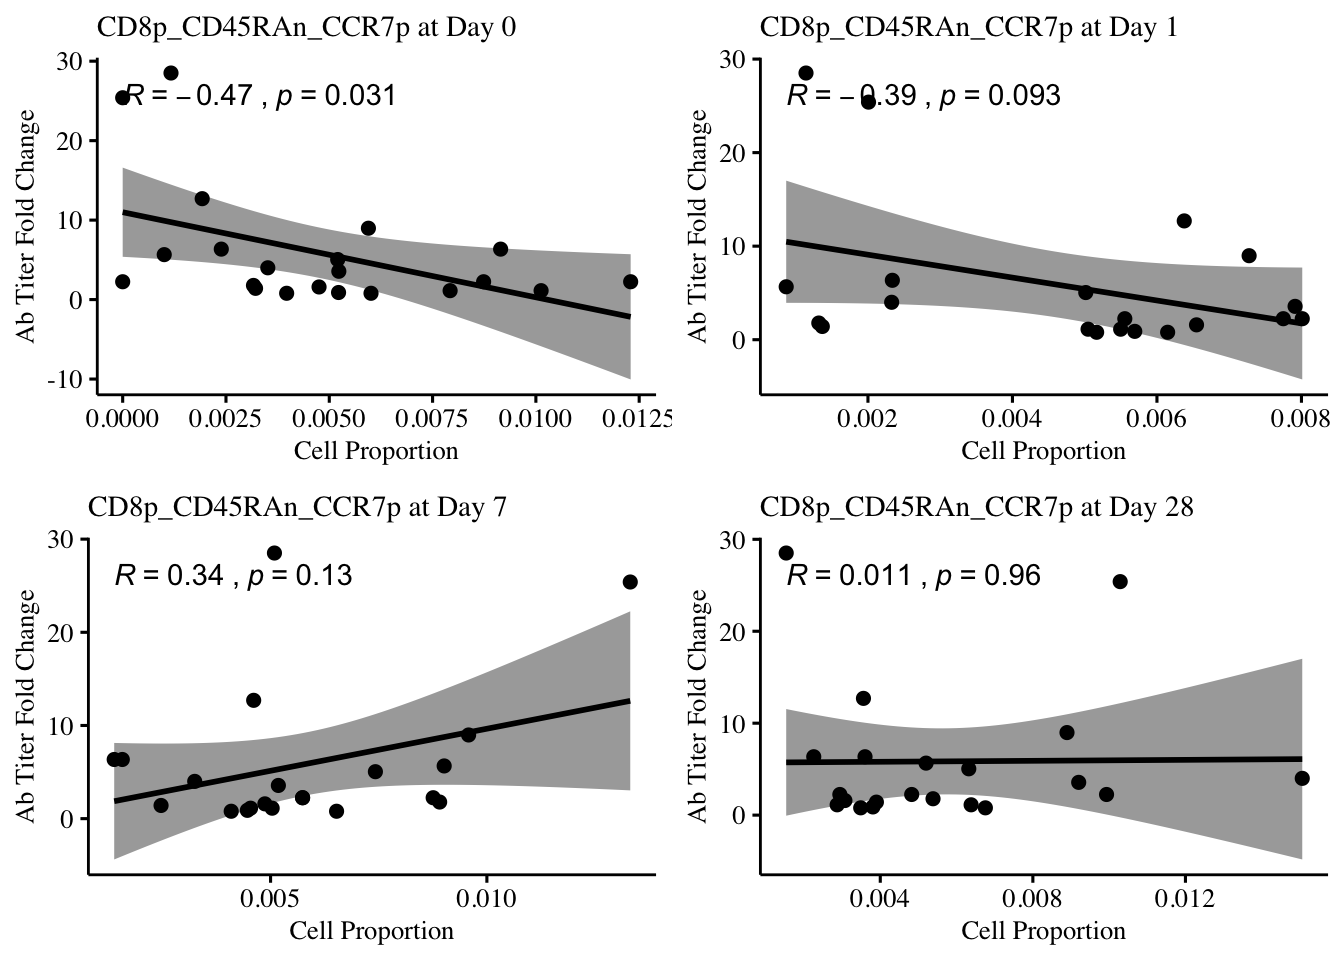 CD8p_CD45RAn_CCR7p at Day 0
30
20
10
0
-10
Ab Titer Fold Change
R = −0.47 , p = 0.031
0.0000 0.0025 0.0050 0.0075 0.0100 0.0125
Cell Proportion
CD8p_CD45RAn_CCR7p at Day 1
30
20
10
0
Ab Titer Fold Change
R = −0.39 , p = 0.093
0.002 0.004 0.006 0.008
Cell Proportion
CD8p_CD45RAn_CCR7p at Day 7
30
20
10
0
Ab Titer Fold Change
R = 0.34 , p = 0.13
0.005 0.010
Cell Proportion
CD8p_CD45RAn_CCR7p at Day 28
30
20
10
0
Ab Titer Fold Change
R = 0.011 , p = 0.96
0.004 0.008 0.012
Cell Proportion